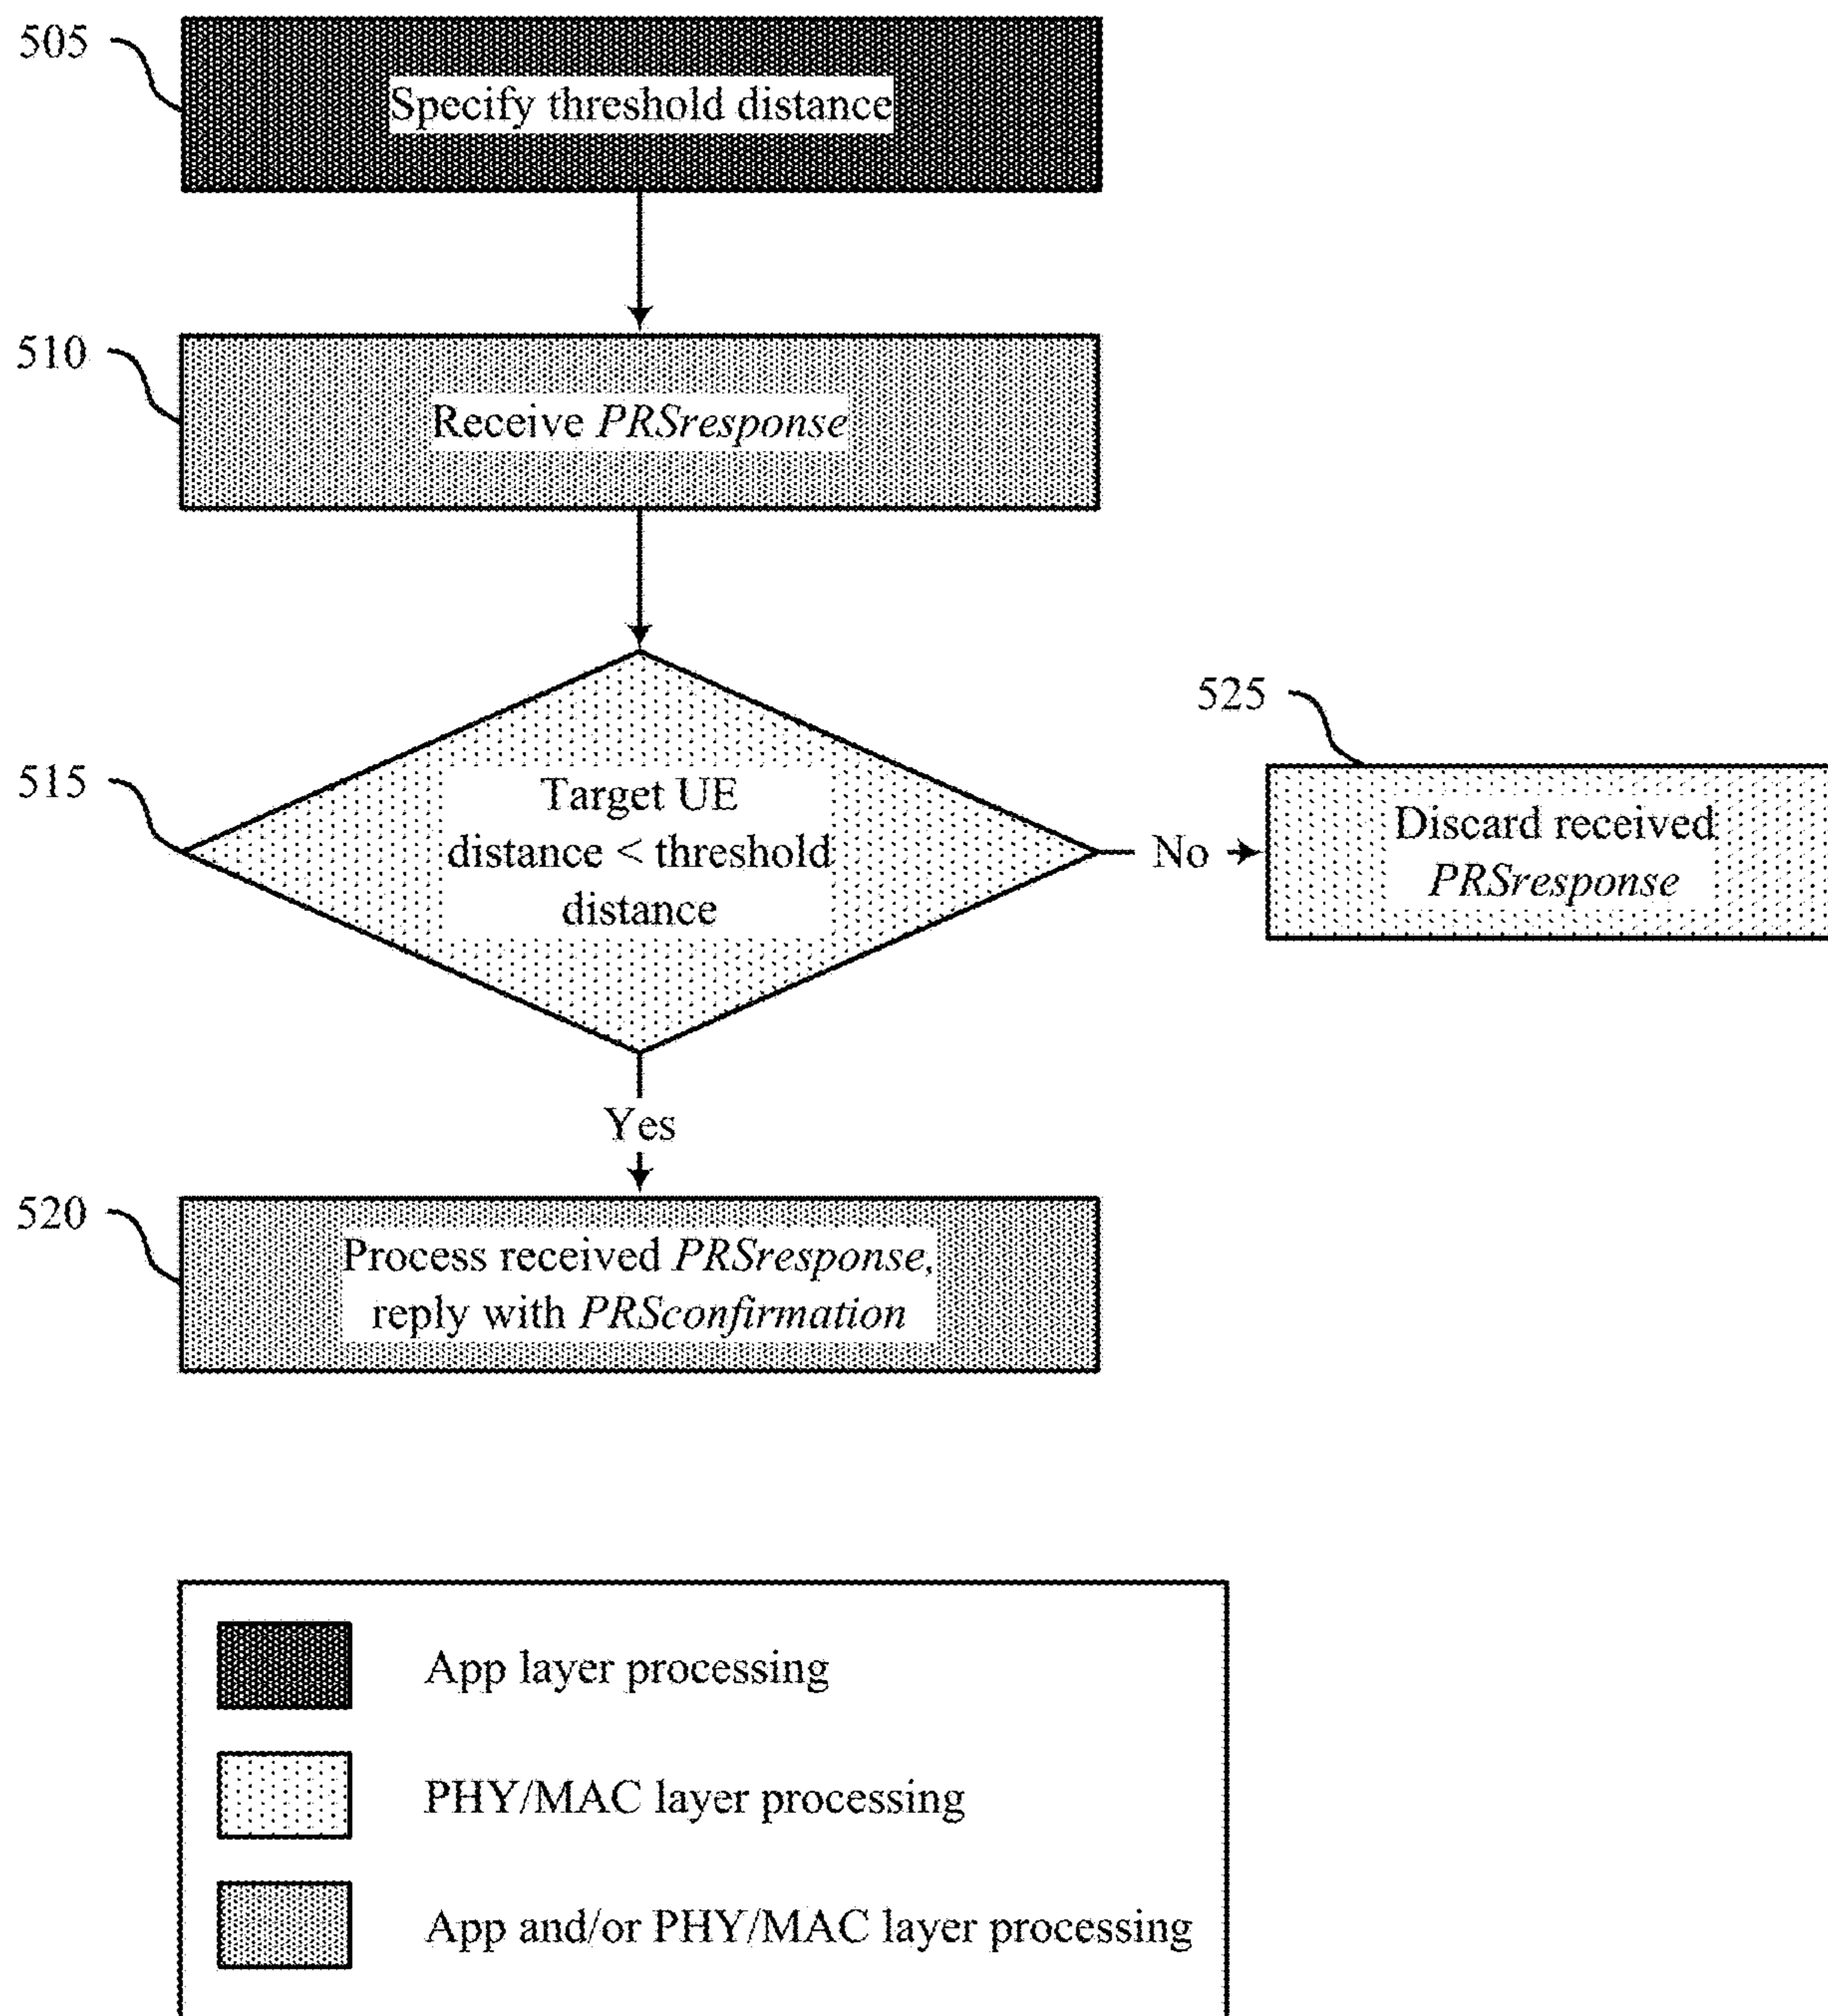 505
Specify threshold distance
510
Receive PRSresponse
515
Target UE
distance < threshold
distance
No
525
Discard received
PRSresponse
Yes
520
Process received PRSresponse,
reply with PRSconfirmation
App layer processing
PHY/MAC layer processing
App and/or PHY/MAC layer processing